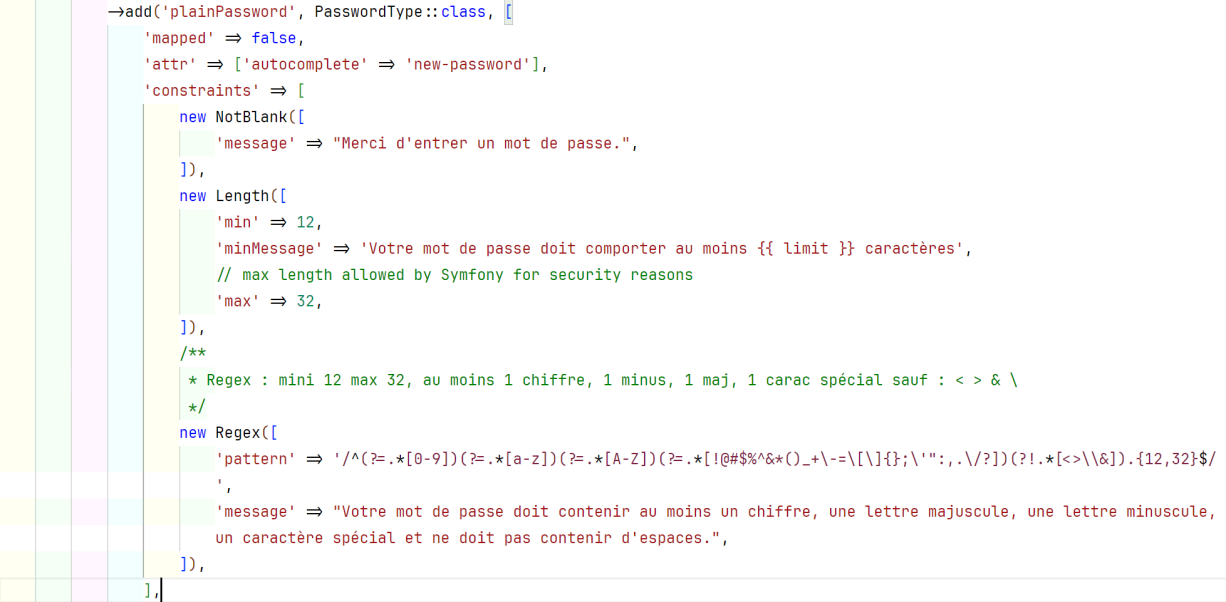 ->add('plainPassword', PasswordType::class, [
'mapped' => false,
'attr' => ['autocomplete' => 'new-password'],
'constraints' => [
new NotBlank([
'message' => "Merci d'entrer un mot de passe.",
]),
new Length([
'min' => 12,
'minMessage' => 'Votre mot de passe doit comporter au moins {{ limit }} caractères',
// max length allowed by Symfony for security reasons
'max' => 32,
]),
/**
* Regex : mini 12 max 32, au moins 1 chiffre, 1 minus, 1 maj, 1 carac spécial sauf : < > & \
*/
new Regex([
'pattern' => '/^(?=.*[0-9])(?=.*[a-z])(?=.*[A-Z])(?=.*[!@#$%^&*()_+\-=\[\]{};\'":,.\/?])(?!.*[<>\\&]).{12,32}$/
',
'message' => "Votre mot de passe doit contenir au moins un chiffre, une lettre majuscule, une lettre minuscule,
un caractère spécial et ne doit pas contenir d'espaces.",
]),
],